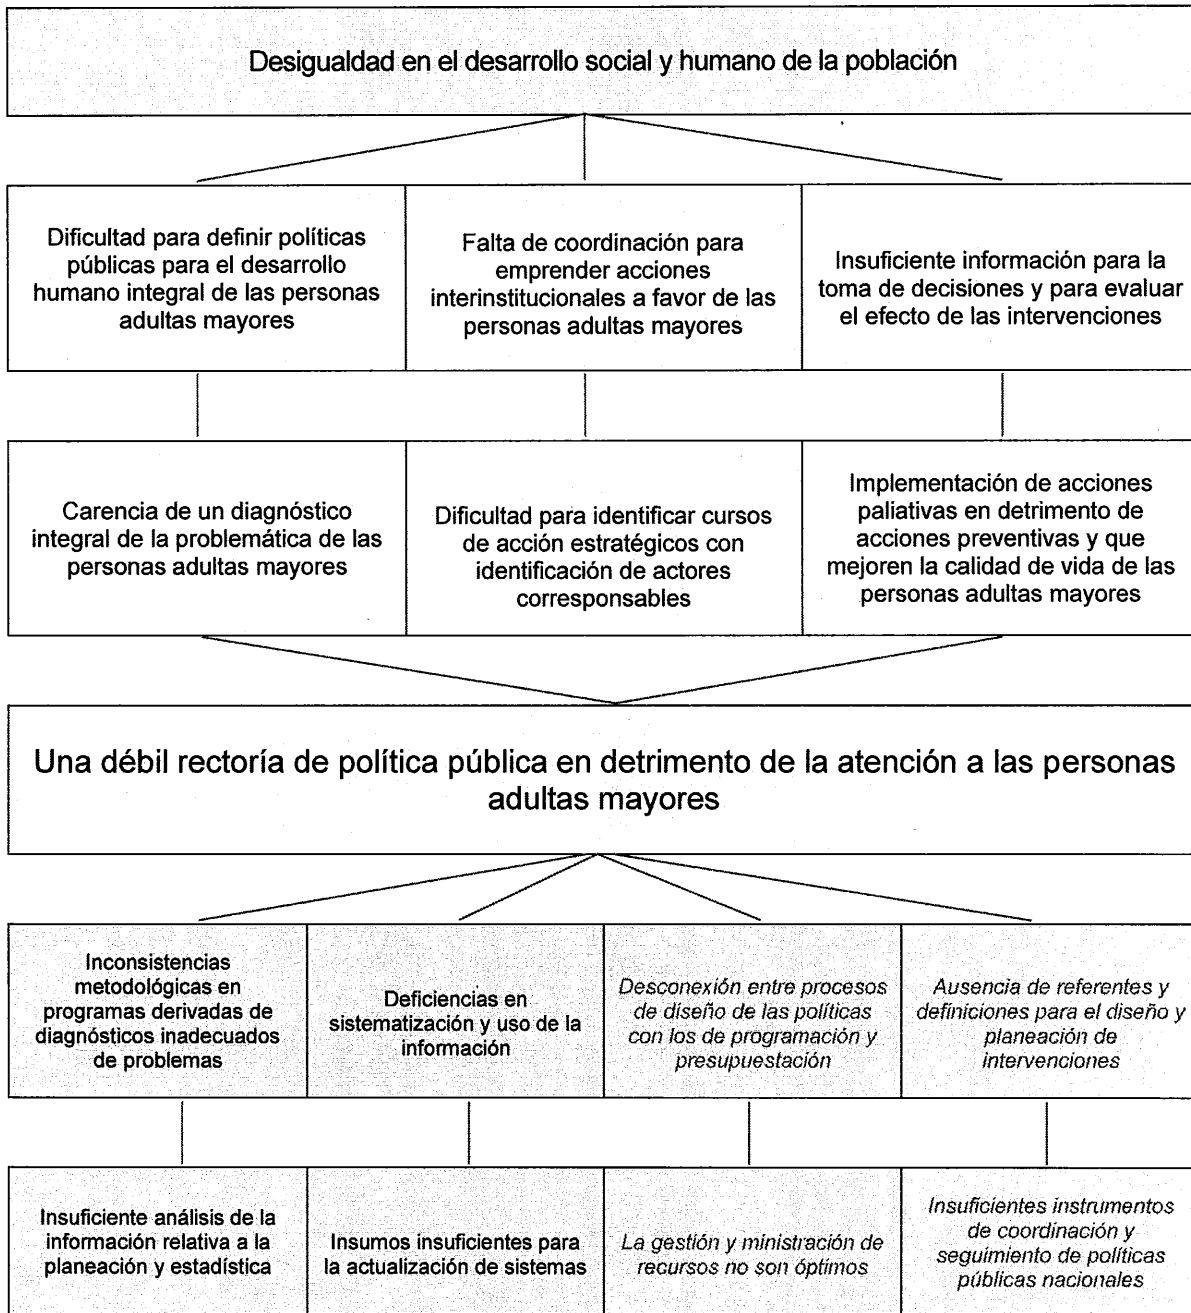 Desigualdad en el desarrollo social y humano de la población
Dificultad para definir políticas
públicas para el desarrollo
humano integral de las personas
adultas mayores
Falta de coordinación para
emprender acciones
interinstitucionales a favor de las
personas adultas mayores
Insuficiente información para la
toma de decisiones y para evaluar
el efecto de las intervenciones
Carencia de un diagnóstico
integral de la problemática de las
personas adultas mayores
Dificultad para identificar cursos
de acción estratégicos con
identificación de actores
corresponsables
Implementación de acciones
paliativas en detrimento de
acciones preventivas y que
mejoren la calidad de vida de las
personas adultas mayores
Una débil rectoría de política pública en detrimento de la atención a las personas
adultas mayores
Inconsistencias
metodológicas en
programas derivadas de
diagnósticos inadecuados
de problemas
Deficiencias en
sistematización y uso de la
información
Desconexión entre procesos
de diseño de las políticas
con los de programación y
presupuestación
Ausencia de referentes y
definiciones para el diseño y
planeación de
intervenciones
Insuficiente análisis de la
información relativa a la
planeación y estadística
Insumos insuficientes para
la actualización de sistemas
La gestión y ministración de
recursos no son óptimos
Insuficientes instrumentos
de coordinación y
seguimiento de políticas
públicas nacionales